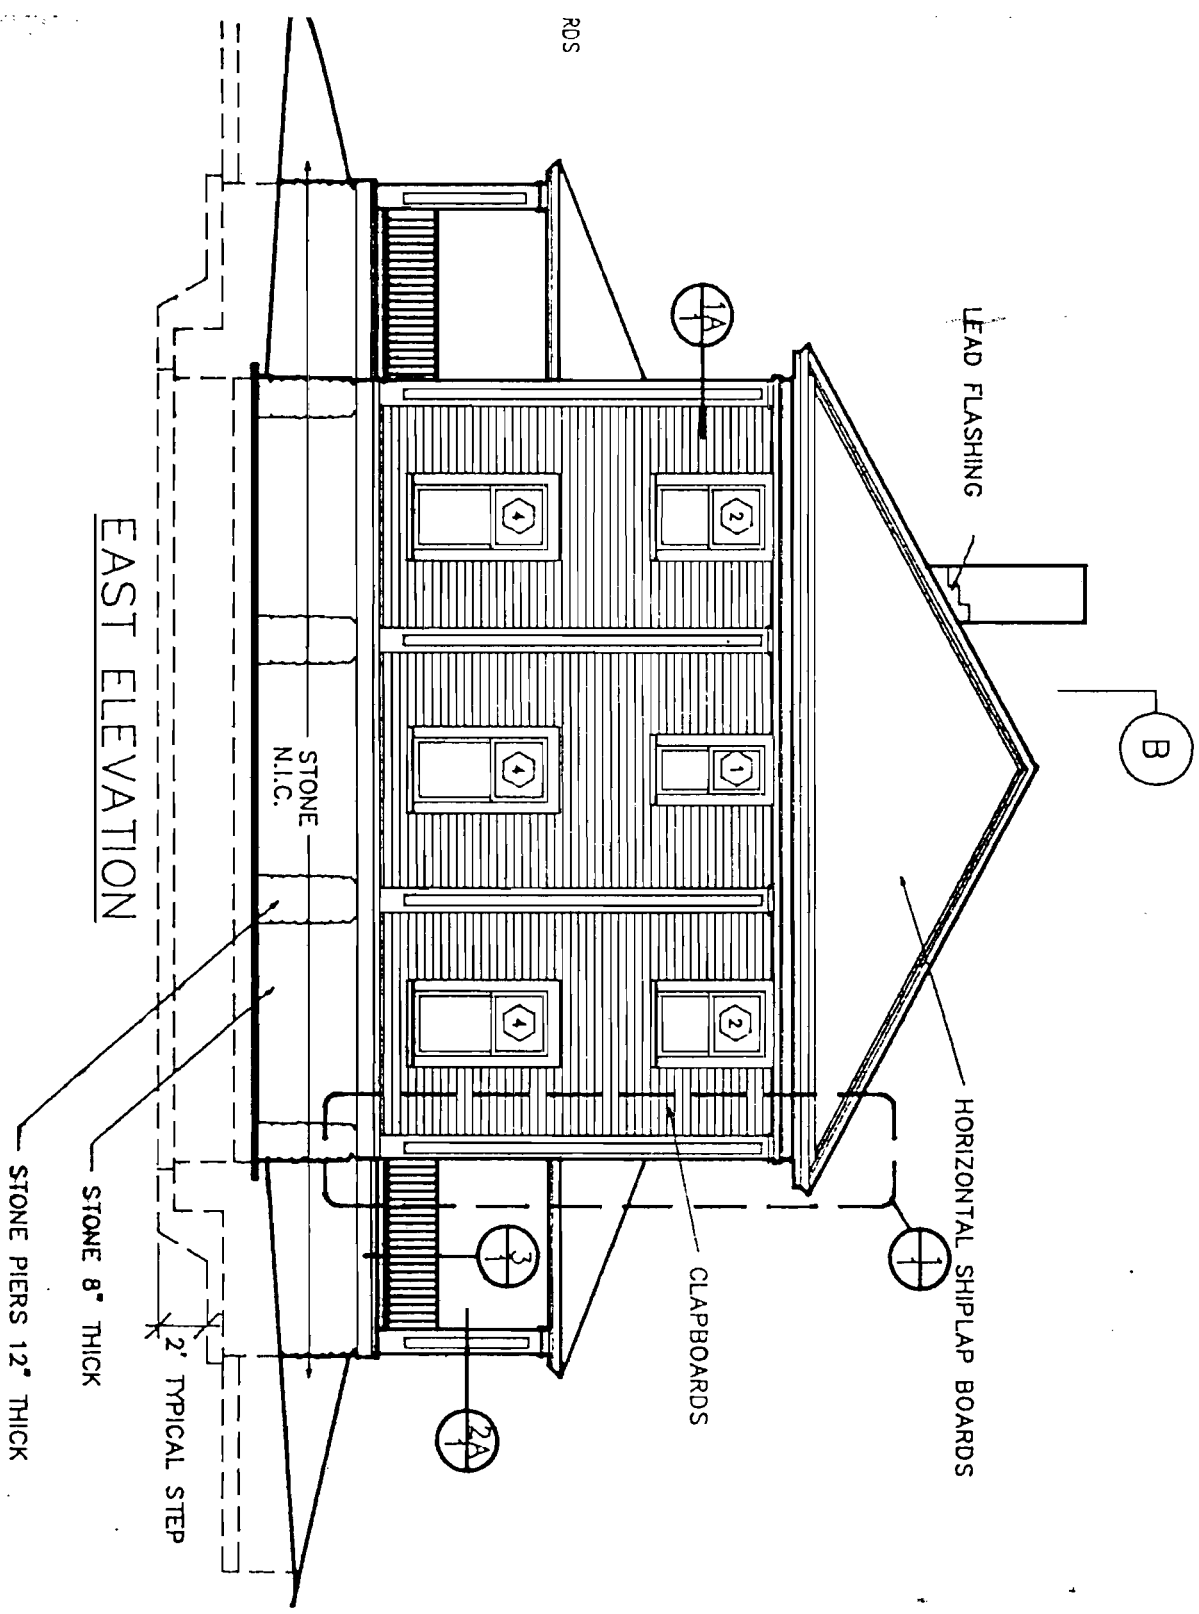 RDS
B
LEAD FLASHING
HORIZONTAL SHIPLAP BOARDS
1
1
1A
1
CLAPBOARDS
2
1
2
4
4
4
3
1
2A
1
STONE
N.I.C.
2' TYPICAL STEP
EAST ELEVATION
STONE 8" THICK
STONE PIERS 12" THICK